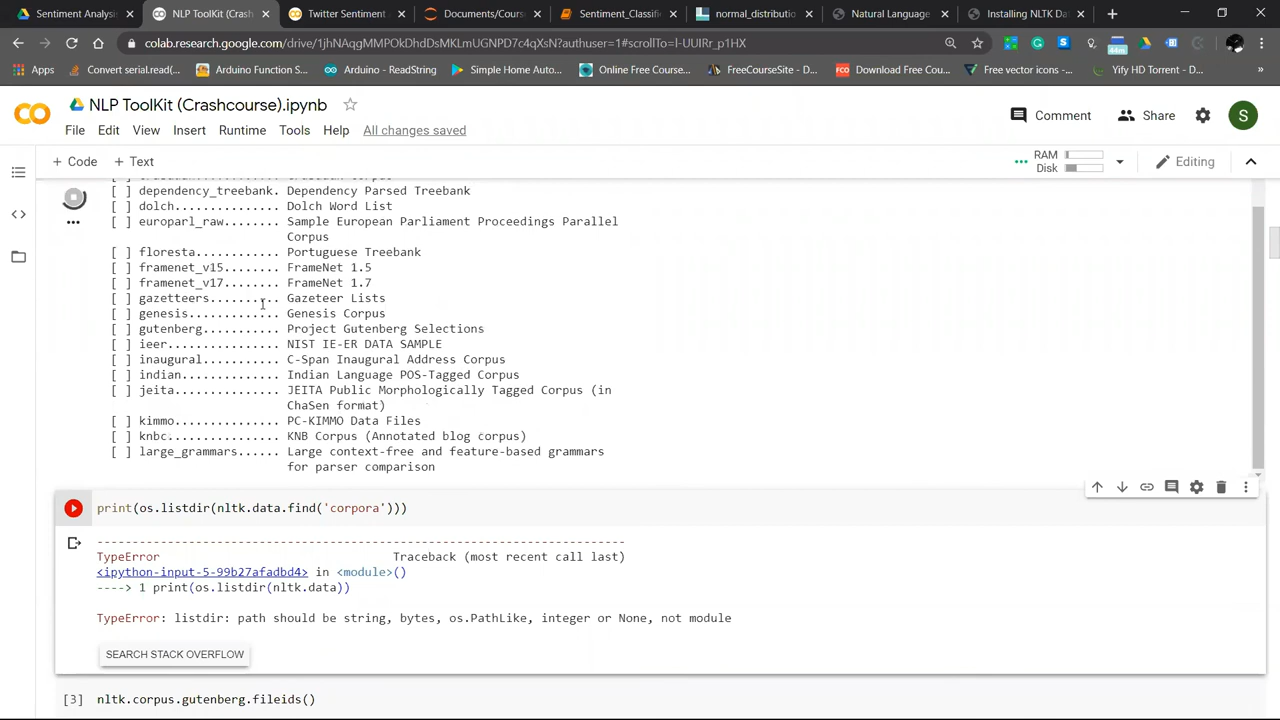 Sentiment Analysis
NLP ToolKit (Crash
Twitter Sentiment
Documents/Cour
Sentiment_Classifi
normal_distributio
Natural Language
Installing NLTK Da
colab.research.google.com/drive/1jhNAqgMMPOkDhdDsMKLmUGNPD7c4qXsN?authuser=1#scrollTo=l-UUIRr_p1HX
44m
Apps
Convert serial.read(...
Arduino Function S...
Arduino - ReadString
Simple Home Auto...
Online Free Course...
FreeCourseSite - D...
FCO
Download Free Cou...
Free vector icons -...
Yify HD Torrent - D...
NLP ToolKit (Crashcourse).ipynb
Comment
Share
S
File Edit View Insert Runtime Tools Help All changes saved
+ Code + Text
RAM
Disk
Editing
[ ] dependency_treebank. Dependency Parsed Treebank
[ ] dolch............... Dolch Word List
[ ] europarl_raw........ Sample European Parliament Proceedings Parallel
Corpus
[ ] floresta............ Portuguese Treebank
[ ] framenet_v15........ FrameNet 1.5
[ ] framenet_v17........ FrameNet 1.7
[ ] gazetteers.......... Gazeteer Lists
[ ] genesis............. Genesis Corpus
[ ] gutenberg........... Project Gutenberg Selections
[ ] ieer................ NIST IE-ER DATA SAMPLE
[ ] inaugural........... C-Span Inaugural Address Corpus
[ ] indian.............. Indian Language POS-Tagged Corpus
[ ] jeita............... JEITA Public Morphologically Tagged Corpus (in
ChaSen format)
[ ] kimmo............... PC-KIMMO Data Files
[ ] knbc................ KNB Corpus (Annotated blog corpus)
[ ] large_grammars...... Large context-free and feature-based grammars
for parser comparison
print(os.listdir(nltk.data.find('corpora')))
---------------------------------------------------------------------------
TypeError Traceback (most recent call last)
<ipython-input-5-99b27afadbd4> in <module>()
----> 1 print(os.listdir(nltk.data))
TypeError: listdir: path should be string, bytes, os.PathLike, integer or None, not module
SEARCH STACK OVERFLOW
[3] nltk.corpus.gutenberg.fileids()